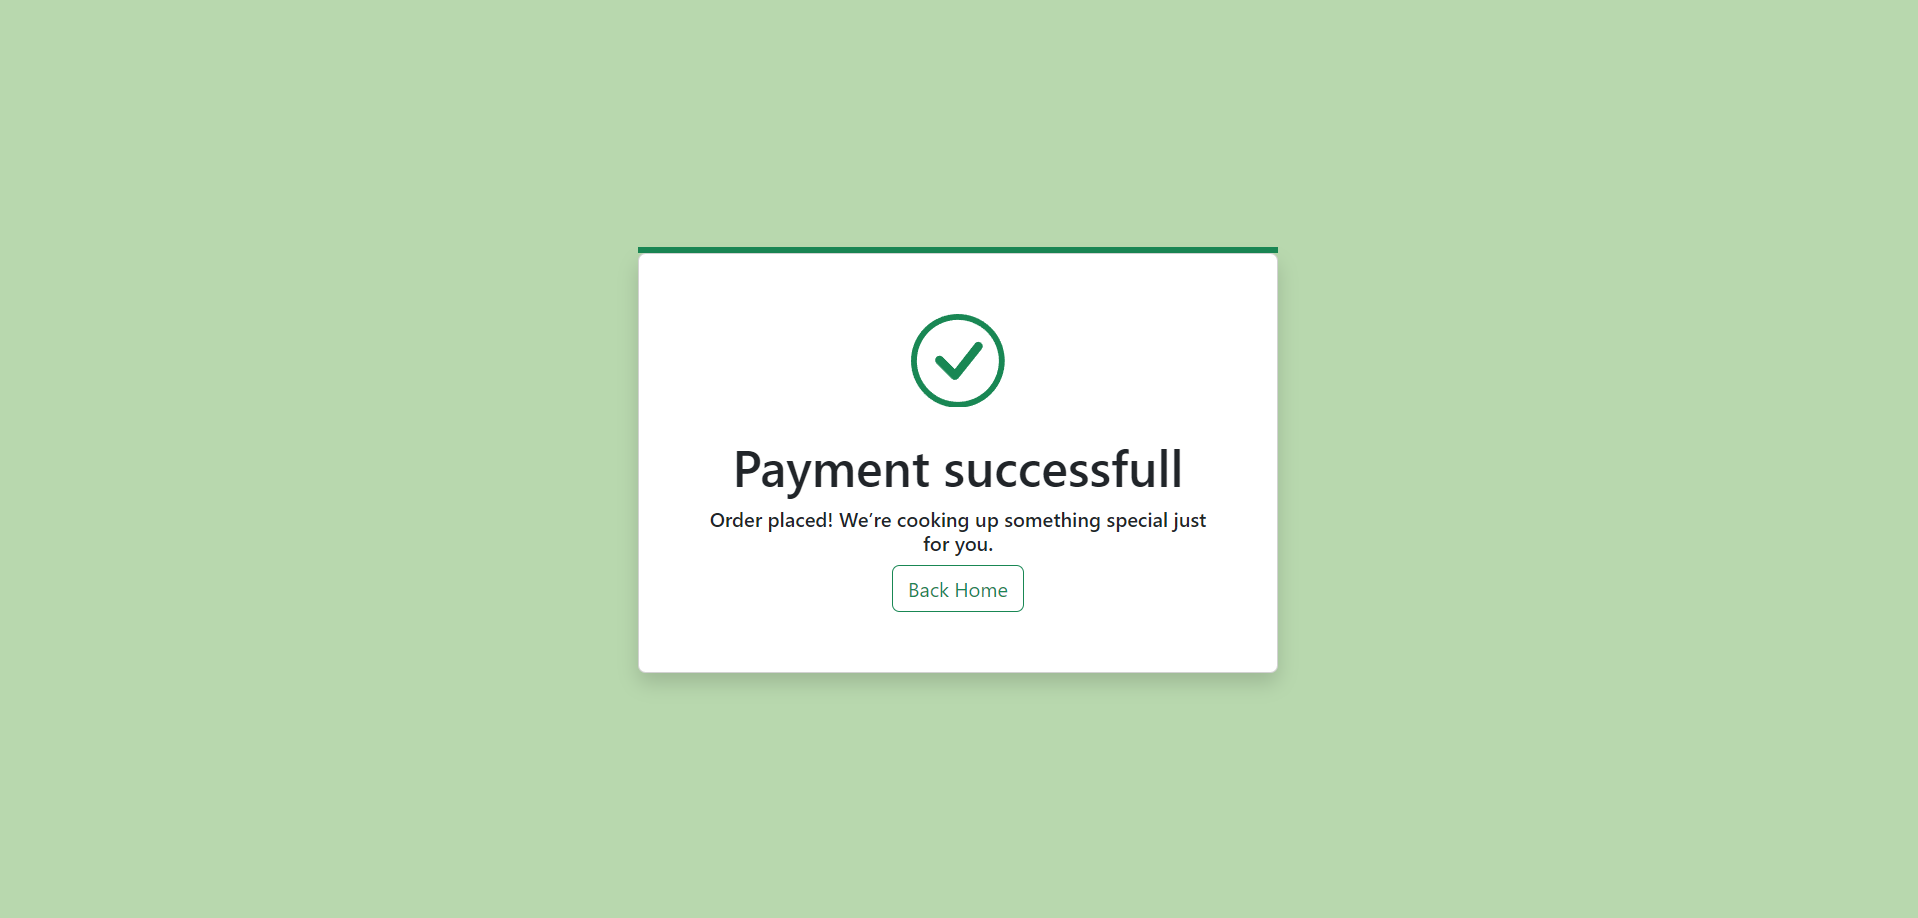 Payment successfull
Order placed! We’re cooking up something special just
for you.
Back Home